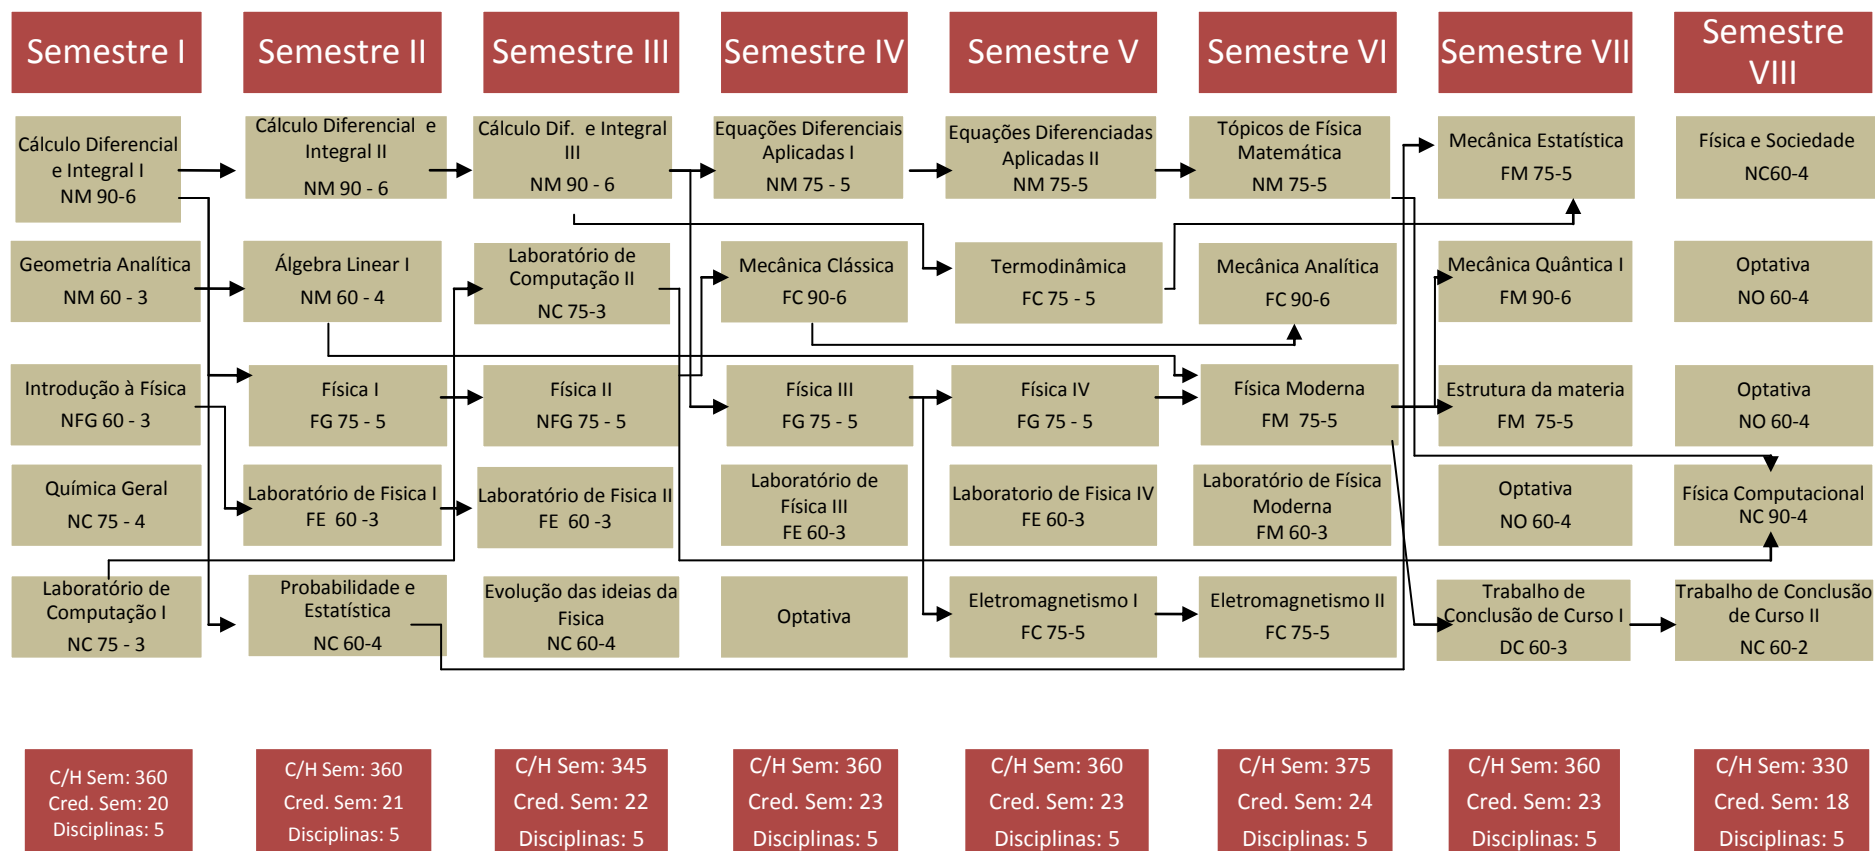 Semestre I
Semestre II
Semestre III
Semestre IV
Semestre V
Semestre VI
Semestre VII
Semestre
VIII
Cálculo Diferencial
e Integral I
NM 90-6
Cálculo Diferencial e
Integral II
NM 90 - 6
Cálculo Dif. e Integral
III
NM 90 - 6
Equações Diferenciais
Aplicadas I
NM 75 - 5
Equações Diferenciadas
Aplicadas II
NM 75-5
Tópicos de Física
Matemática
NM 75-5
Mecânica Estatística
FM 75-5
Física e Sociedade
NC60-4
Geometria Analítica
NM 60 - 3
Álgebra Linear I
NM 60 - 4
Laboratório de
Computação II
NC 75-3
Mecânica Clássica
FC 90-6
Termodinâmica
FC 75 - 5
Mecânica Analítica
FC 90-6
Mecânica Quântica I
FM 90-6
Optativa
NO 60-4
Introdução à Física
NFG 60 - 3
Física I
FG 75 - 5
Física II
NFG 75 - 5
Física III
FG 75 - 5
Física IV
FG 75 - 5
Física Moderna
FM 75-5
Estrutura da materia
FM 75-5
Optativa
NO 60-4
Química Geral
NC 75 - 4
Laboratório de Fisica I
FE 60 -3
Laboratório de Fisica II
FE 60 -3
Laboratório de
Física III
FE 60-3
Laboratorio de Fisica IV
FE 60-3
Laboratório de Física
Moderna
FM 60-3
Optativa
NO 60-4
Física Computacional
NC 90-4
Laboratório de
Computação I
NC 75 - 3
Probabilidade e
Estatística
NC 60-4
Evolução das ideias da
Fisica
NC 60-4
Optativa
Eletromagnetismo I
FC 75-5
Eletromagnetismo II
FC 75-5
Trabalho de
Conclusão de Curso I
DC 60-3
Trabalho de Conclusão
de Curso II
NC 60-2
C/H Sem: 360
Cred. Sem: 20
Disciplinas: 5
C/H Sem: 360
Cred. Sem: 21
Disciplinas: 5
C/H Sem: 345
Cred. Sem: 22
Disciplinas: 5
C/H Sem: 360
Cred. Sem: 23
Disciplinas: 5
C/H Sem: 360
Cred. Sem: 23
Disciplinas: 5
C/H Sem: 375
Cred. Sem: 24
Disciplinas: 5
C/H Sem: 360
Cred. Sem: 23
Disciplinas: 5
C/H Sem: 330
Cred. Sem: 18
Disciplinas: 5